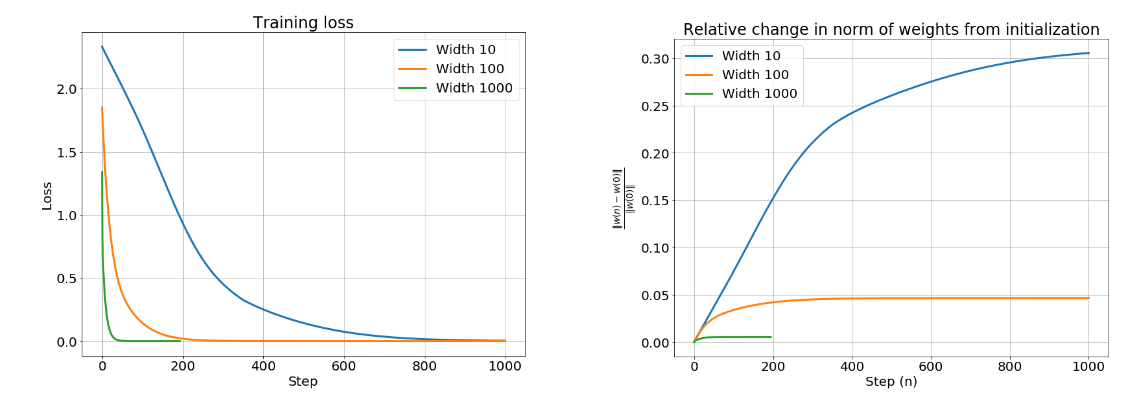 Training loss
Width 10
Width 100
Width 1000
2.0
1.5
1.0
0.5
0.0
Loss
0 200 400 600 800 1000
Step
Relative change in norm of weights from initialization
Width 10
Width 100
Width 1000
0.30
0.25
0.20
0.15
0.10
0.05
0.00
‖w(n) − w(0)‖
‖w(0)‖
0 200 400 600 800 1000
Step (n)